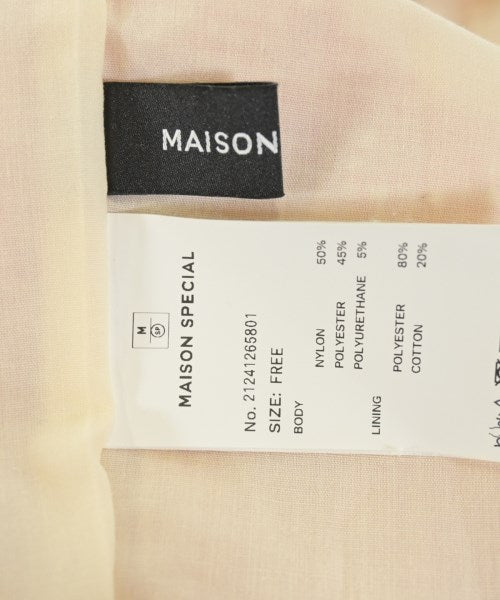 MAISON
M
SP
MAISON SPECIAL
No. 21241265801
SIZE: FREE
BODY
NYLON 50%
POLYESTER 45%
POLYURETHANE 5%
LINING
POLYESTER 80%
COTTON 20%